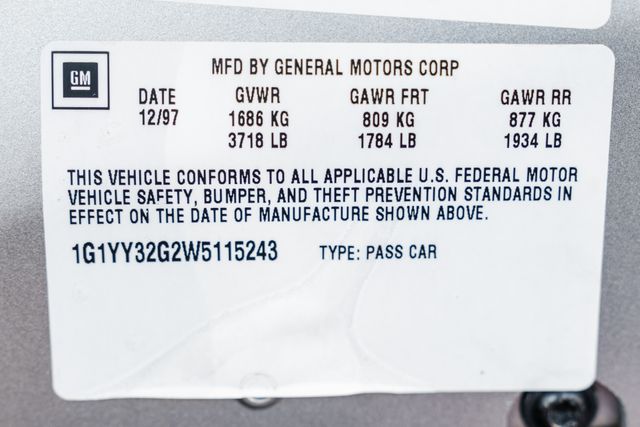 GM
MFD BY GENERAL MOTORS CORP
DATE GVWR GAWR FRT GAWR RR
12/97 1686 KG 809 KG 877 KG
3718 LB 1784 LB 1934 LB
THIS VEHICLE CONFORMS TO ALL APPLICABLE U.S. FEDERAL MOTOR
VEHICLE SAFETY, BUMPER, AND THEFT PREVENTION STANDARDS IN
EFFECT ON THE DATE OF MANUFACTURE SHOWN ABOVE.
1G1YY32G2W5115243 TYPE: PASS CAR